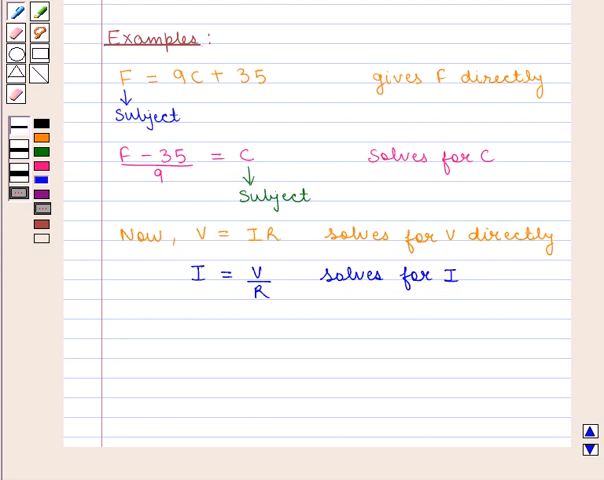 Examples:
F = 9C + 35 gives F directly
Subject
F - 35 / 9 = C Solves for C
Subject
Now, V = IR solves for V directly
I = V / R solves for I